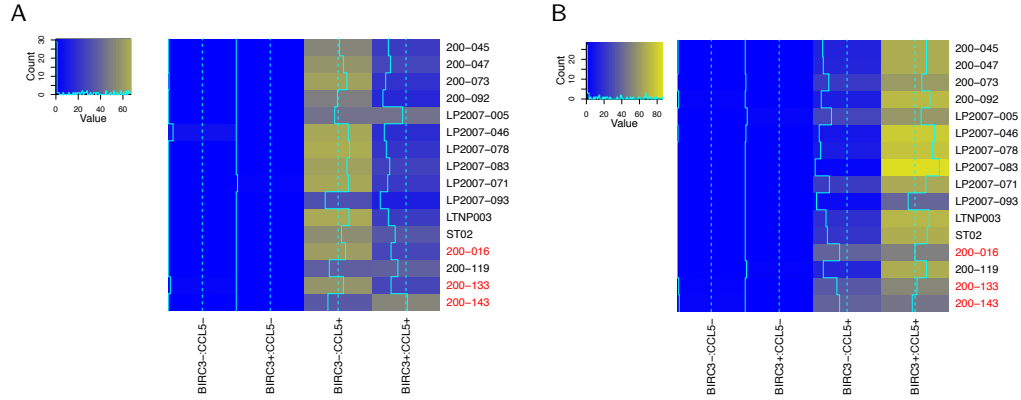 A
Count
0 10 20 30
0 20 40 60
Value
200−045
200−047
200−073
200−092
LP2007−005
LP2007−046
LP2007−078
LP2007−083
LP2007−071
LP2007−093
LTNP003
ST02
200−016
200−119
200−133
200−143
BIRC3−:CCL5−
BIRC3+:CCL5−
BIRC3−:CCL5+
BIRC3+:CCL5+
B
Count
0 10 20
0 20 40 60 80
Value
200−045
200−047
200−073
200−092
LP2007−005
LP2007−046
LP2007−078
LP2007−083
LP2007−071
LP2007−093
LTNP003
ST02
200−016
200−119
200−133
200−143
BIRC3−:CCL5−
BIRC3+:CCL5−
BIRC3−:CCL5+
BIRC3+:CCL5+